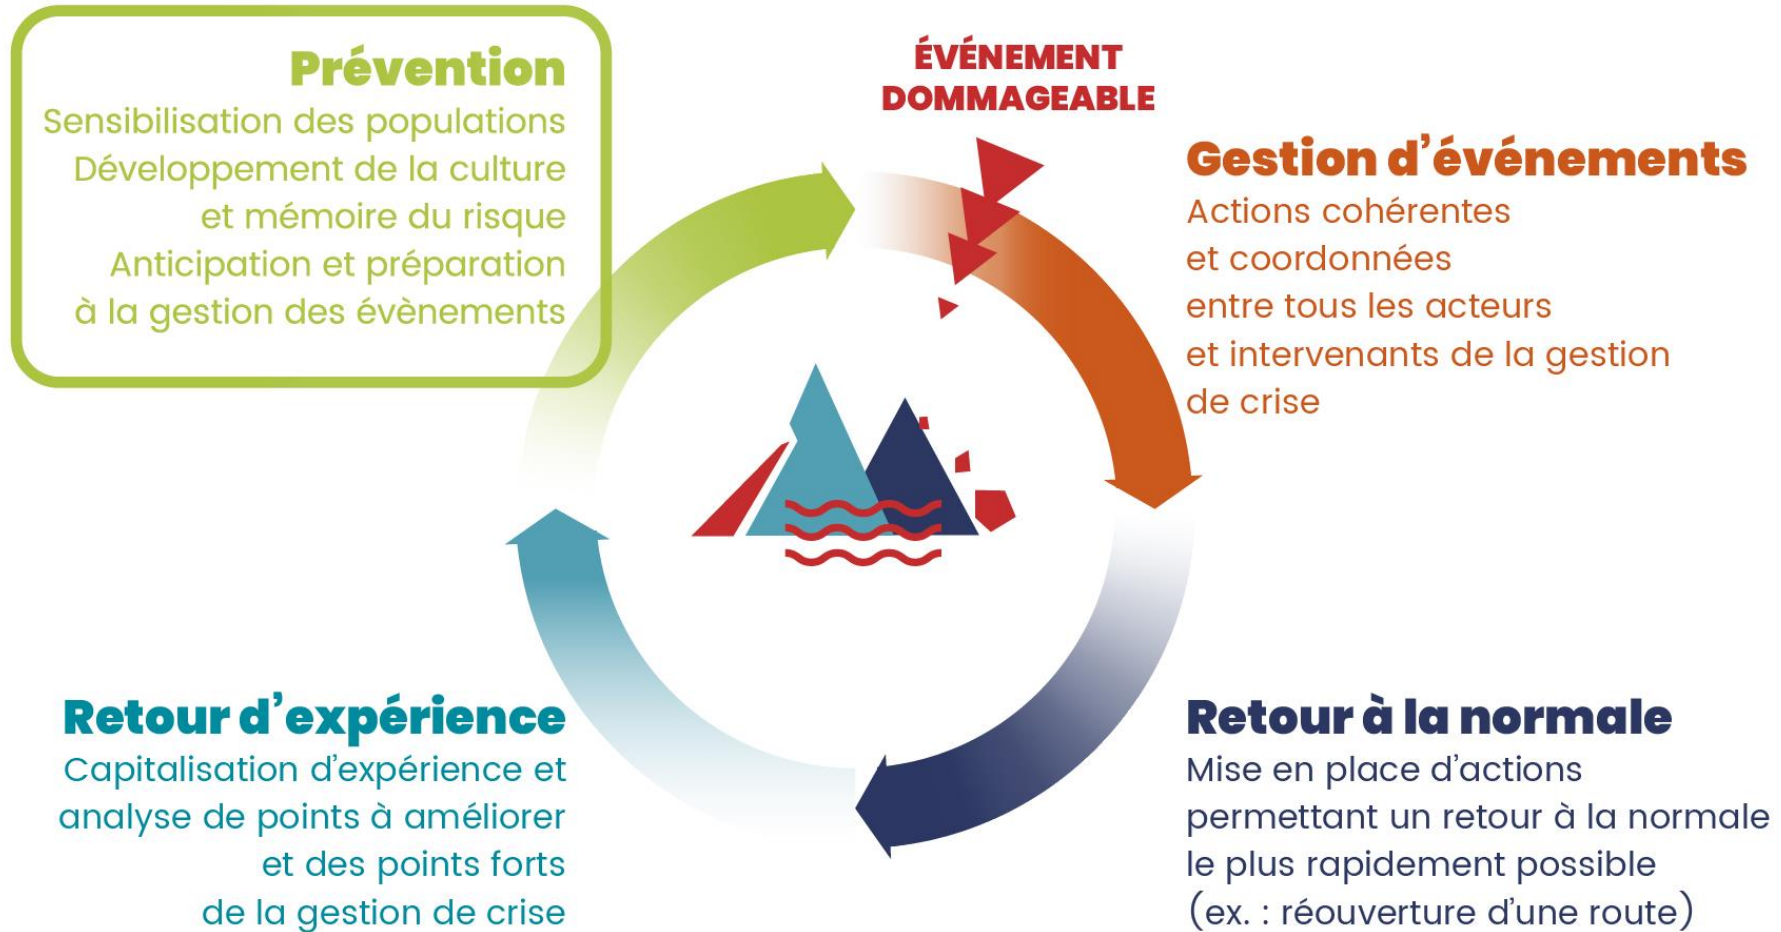 Prévention
Sensibilisation des populations
Développement de la culture
et mémoire du risque
Anticipation et préparation
à la gestion des évènements
ÉVÉNEMENT
DOMMAGEABLE
Gestion d'événements
Actions cohérentes
et coordonnées
entre tous les acteurs
et intervenants de la gestion
de crise
Retour d'expérience
Capitalisation d'expérience et
analyse de points à améliorer
et des points forts
de la gestion de crise
Retour à la normale
Mise en place d'actions
permettant un retour à la normale
le plus rapidement possible
(ex. : réouverture d'une route)